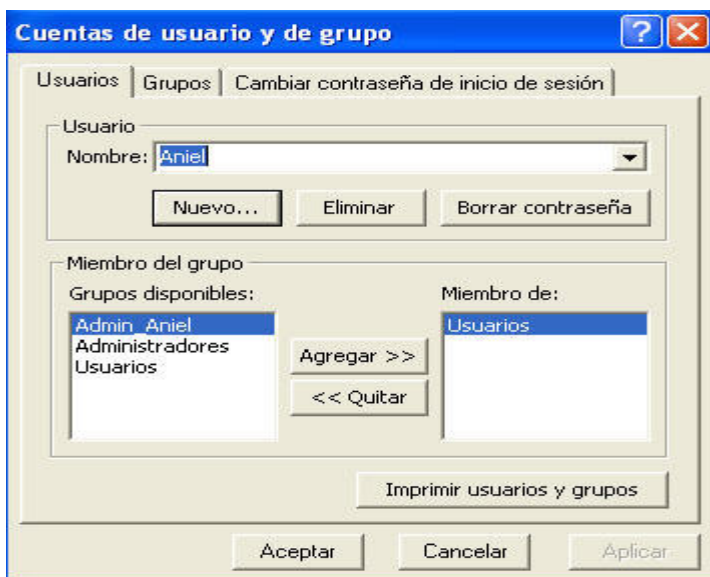 Cuentas de usuario y de grupo
Usuarios Grupos Cambiar contraseña de inicio de sesión
Usuario
Nombre: Aniel
Nuevo... Eliminar Borrar contraseña
Miembro del grupo
Grupos disponibles: Miembro de:
Admin_Aniel Usuarios
Administradores
Usuarios
Agregar >>
<< Quitar
Imprimir usuarios y grupos
Aceptar Cancelar Aplicar